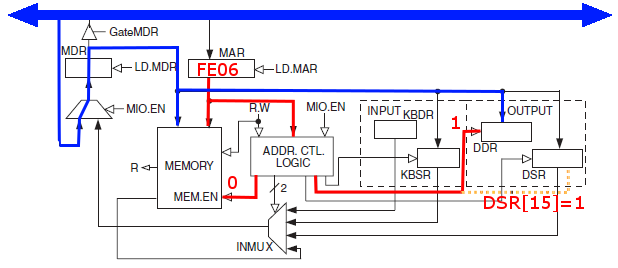 GateMDR
MDR
LD.MDR
MAR
FE06
LD.MAR
MIO.EN
R.W
MIO.EN
INPUT
KBDR
OUTPUT
1
DDR
MEMORY
ADDR. CTL.
LOGIC
R
KBSR
DSR
0
MEM.EN
2
DSR[15]=1
INMUX